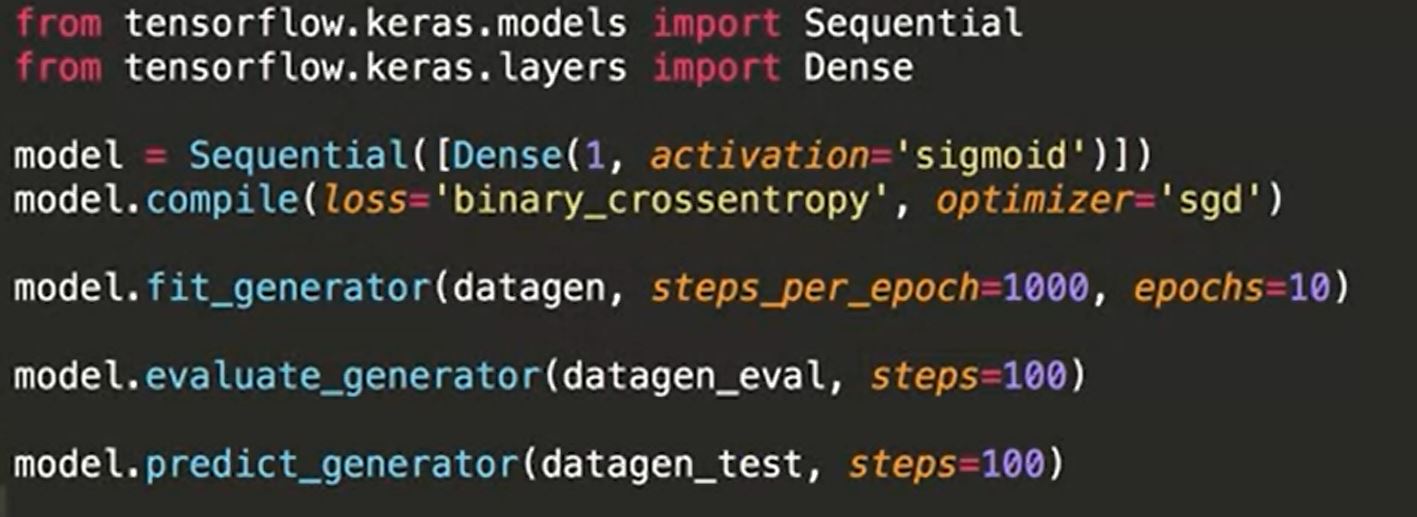 from tensorflow.keras.models import Sequential
from tensorflow.keras.layers import Dense
model = Sequential([Dense(1, activation='sigmoid')])
model.compile(loss='binary_crossentropy', optimizer='sgd')
model.fit_generator(datagen, steps_per_epoch=1000, epochs=10)
model.evaluate_generator(datagen_eval, steps=100)
model.predict_generator(datagen_test, steps=100)